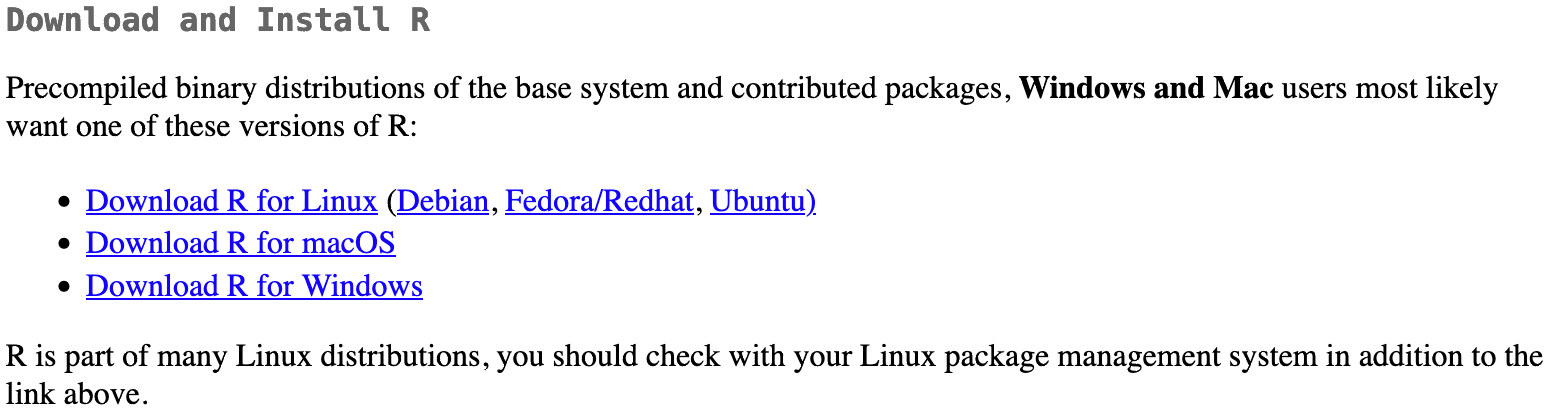 Download and Install R
Precompiled binary distributions of the base system and contributed packages, Windows and Mac users most likely
want one of these versions of R:
• Download R for Linux (Debian, Fedora/Redhat, Ubuntu)
• Download R for macOS
• Download R for Windows
R is part of many Linux distributions, you should check with your Linux package management system in addition to the
link above.